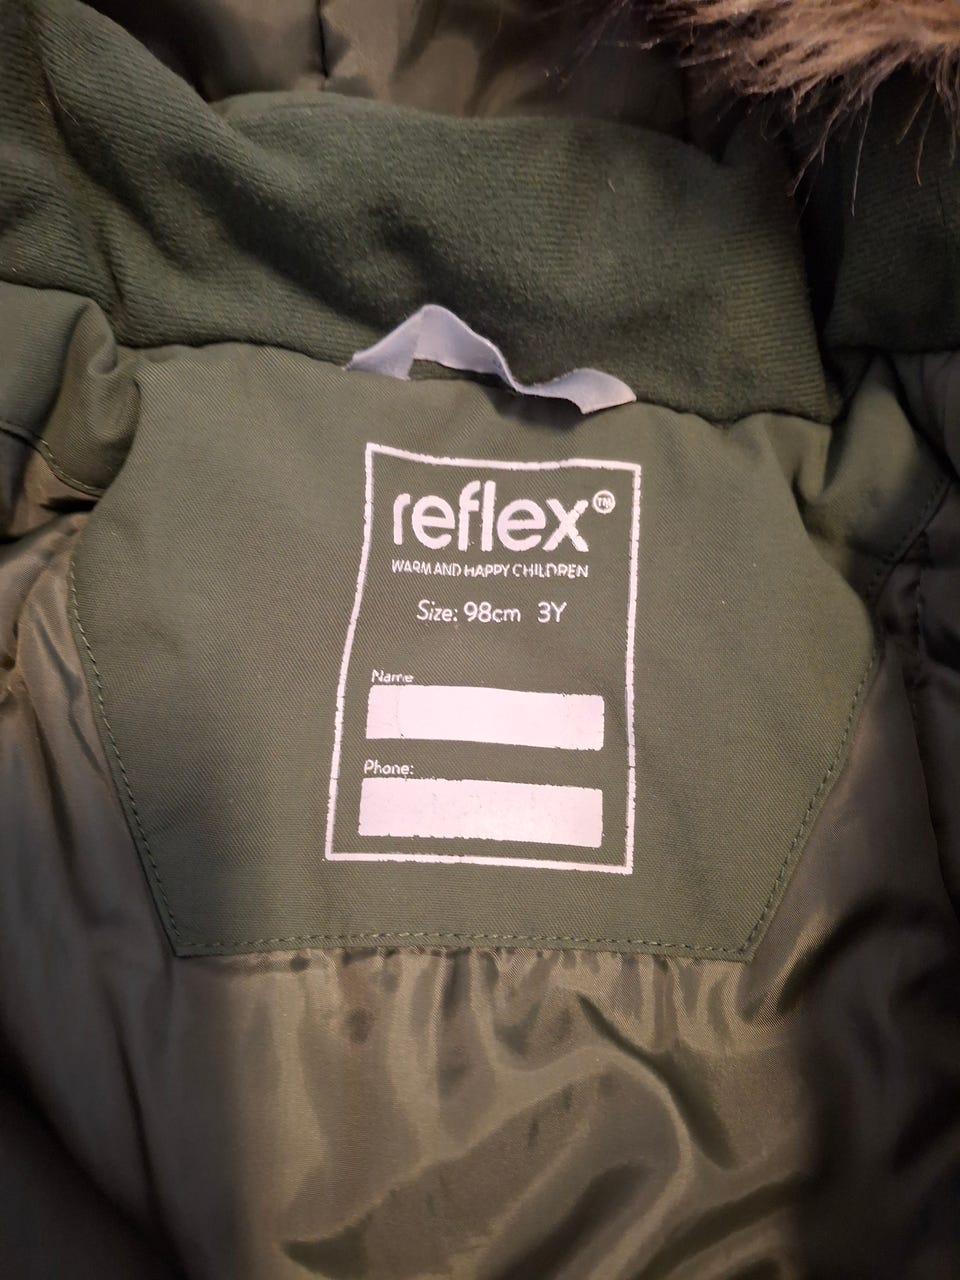 reflex™
WARM AND HAPPY CHILDREN
Size: 98cm 3Y
Name
Phone: